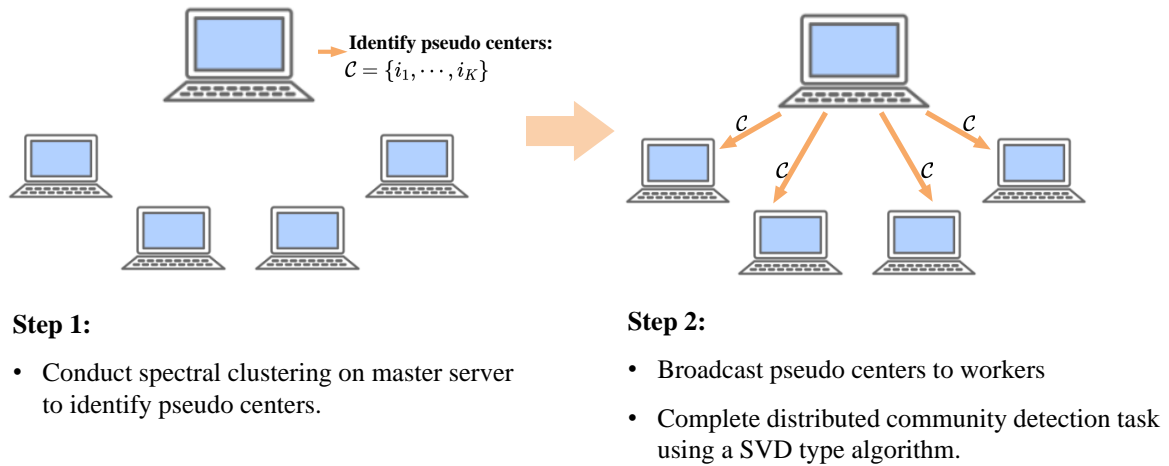 Identify pseudo centers:
𝒞 = {i₁, ⋯, i_K}
𝒞
𝒞
𝒞
𝒞
Step 1:
• Conduct spectral clustering on master server
to identify pseudo centers.
Step 2:
• Broadcast pseudo centers to workers
• Complete distributed community detection task
using a SVD type algorithm.